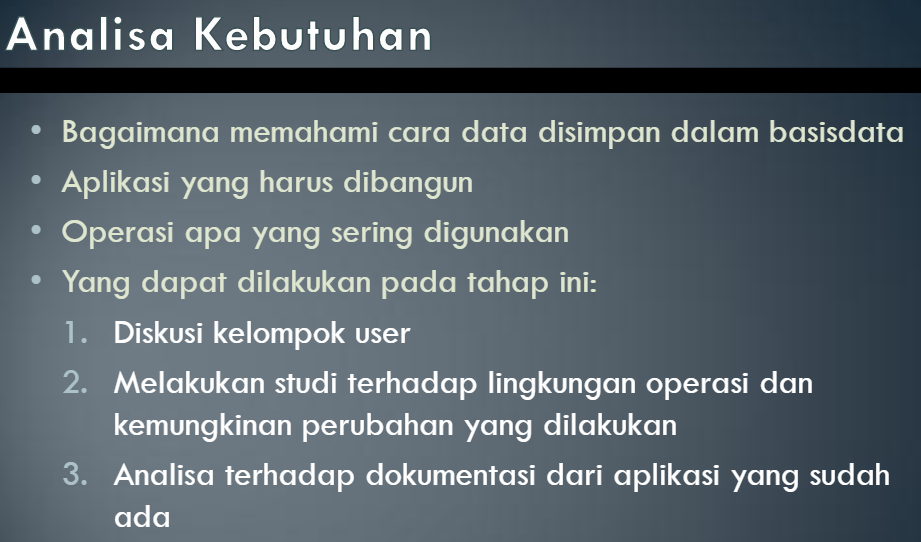 Analisa Kebutuhan
• Bagaimana memahami cara data disimpan dalam basisdata
• Aplikasi yang harus dibangun
• Operasi apa yang sering digunakan
• Yang dapat dilakukan pada tahap ini:
1. Diskusi kelompok user
2. Melakukan studi terhadap lingkungan operasi dan
kemungkinan perubahan yang dilakukan
3. Analisa terhadap dokumentasi dari aplikasi yang sudah
ada